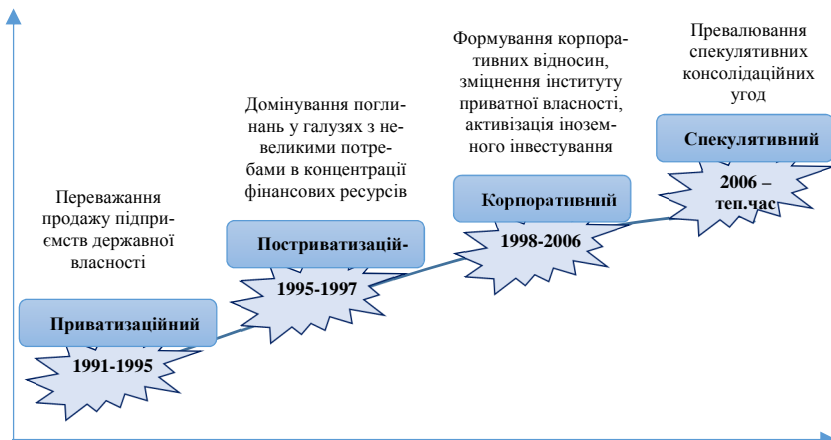 Переважання
продажу підпри-
ємств державної
власності
Приватизаційний
1991-1995
Домінування погли-
нань у галузях з не-
великими потре-
бами в концентрації
фінансових ресурсів
Постриватизацій-
1995-1997
Формування корпора-
тивних відносин,
зміцнення інституту
приватної власності,
активізація інозем-
ного інвестування
Корпоративний
1998-2006
Превалювання
спекулятивних
консолідаційних
угод
Спекулятивний
2006 –
теп.час